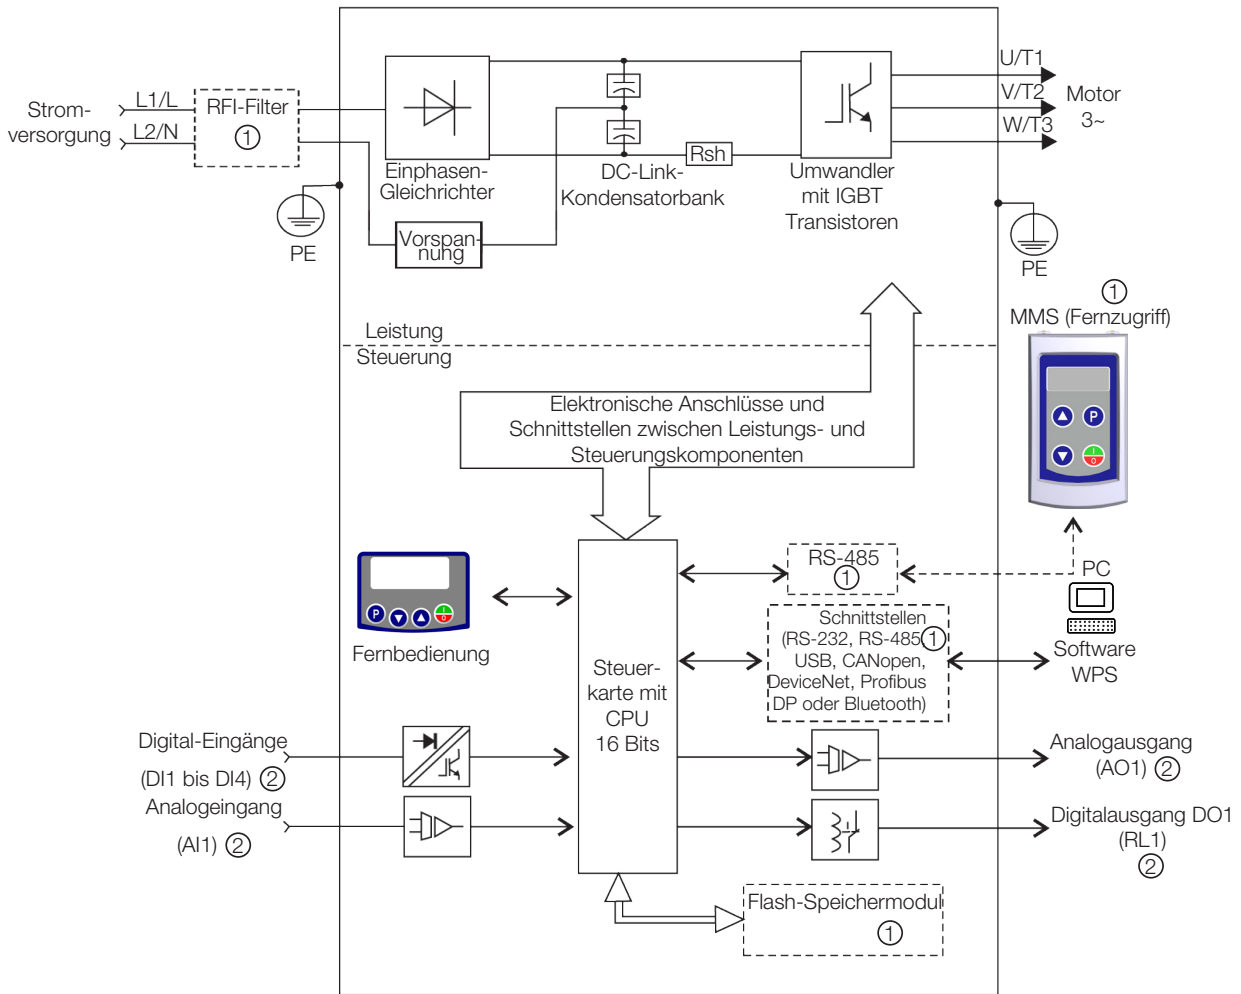 Strom-
versorgung
L1/L
L2/N
RFI-Filter
①
PE
Einphasen-
Gleichrichter
Vorspan-
nung
DC-Link-
Kondensatorbank
Rsh
Umwandler
mit IGBT
Transistoren
U/T1
V/T2
W/T3
Motor
3~
PE
Leistung
Steuerung
①
MMS (Fernzugriff)
P
I
0
Elektronische Anschlüsse und
Schnittstellen zwischen Leistungs- und
Steuerungskomponenten
P
I
0
Fernbedienung
Steuer-
karte mit
CPU
16 Bits
RS-485
①
Schnittstellen
(RS-232, RS-485 ①
USB, CANopen,
DeviceNet, Profibus
DP oder Bluetooth)
PC
Software
WPS
Digital-Eingänge
(DI1 bis DI4) ②
Analogeingang
(AI1) ②
Analogausgang
(AO1) ②
Digitalausgang DO1
(RL1)
②
Flash-Speichermodul
①